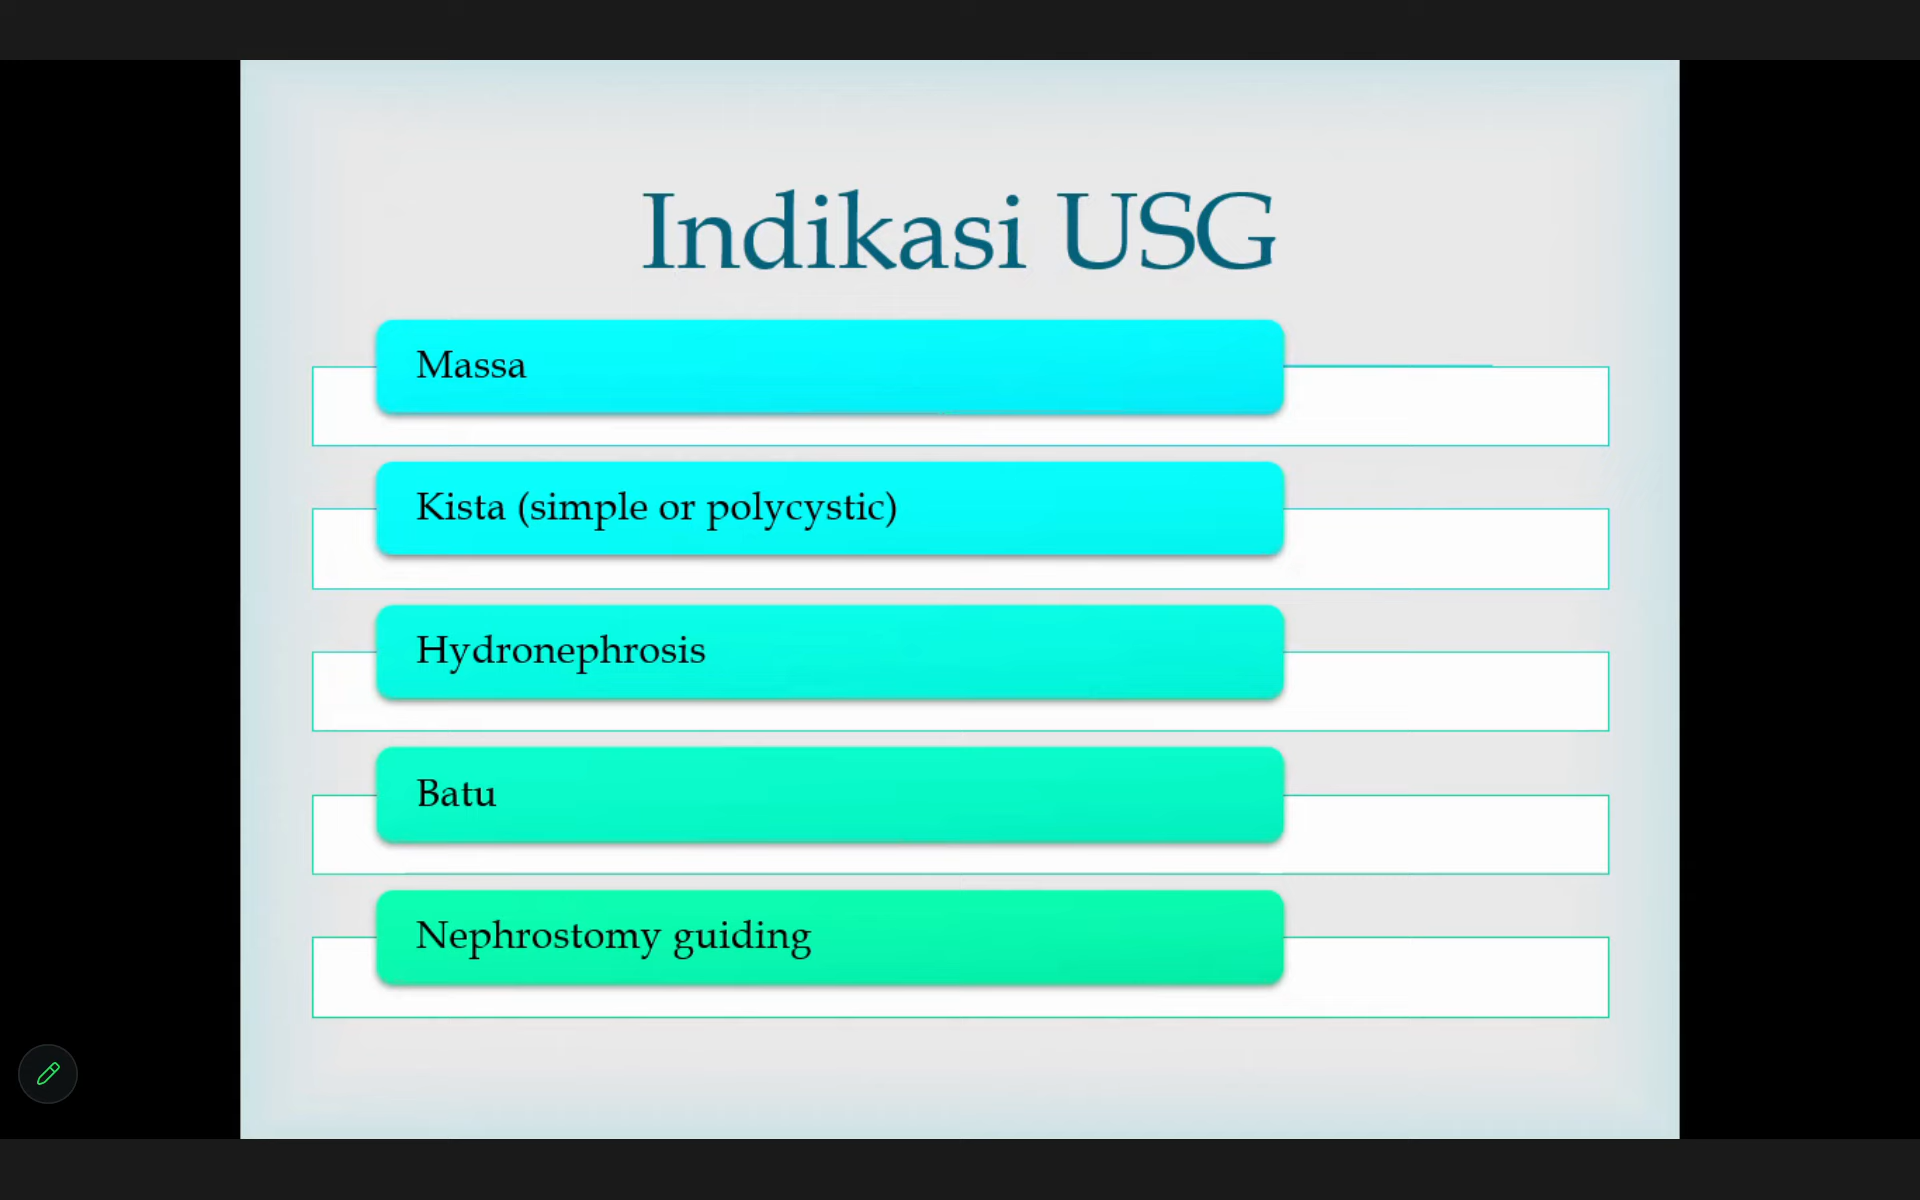 Indikasi USG
Massa
Kista (simple or polycystic)
Hydronephrosis
Batu
Nephrostomy guiding